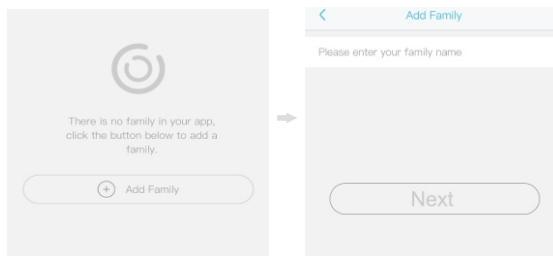 There is no family in your app,
click the button below to add a
family.
Add Family
Add Family
Please enter your family name
Next